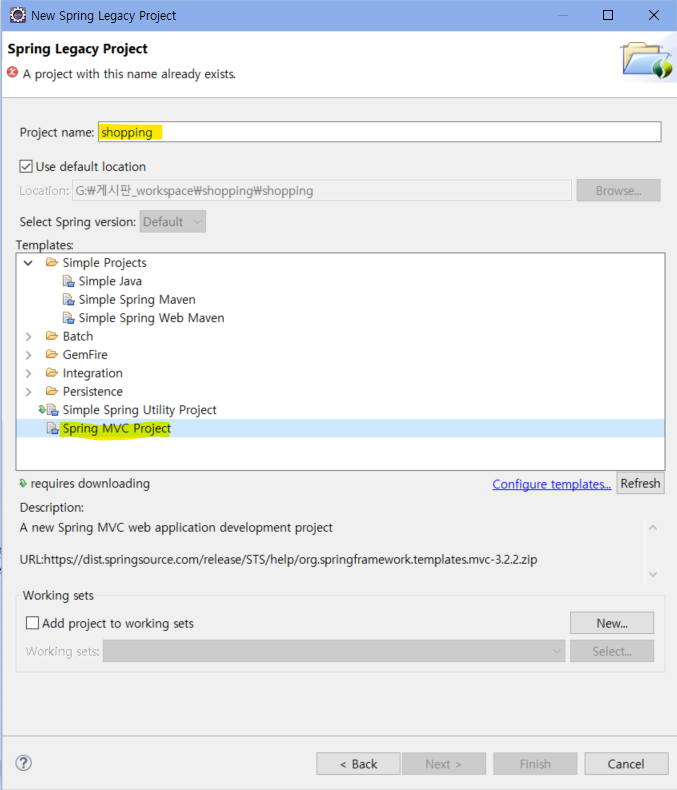 New Spring Legacy Project
Spring Legacy Project
A project with this name already exists.
Project name: shopping
Use default location
Location: G:₩게시판_workspace₩shopping₩shopping Browse...
Select Spring version: Default
Templates:
Simple Projects
Simple Java
Simple Spring Maven
Simple Spring Web Maven
Batch
GemFire
Integration
Persistence
Simple Spring Utility Project
Spring MVC Project
requires downloading Configure templates... Refresh
Description:
A new Spring MVC web application development project
URL:https://dist.springsource.com/release/STS/help/org.springframework.templates.mvc-3.2.2.zip
Working sets
Add project to working sets New...
Working sets: Select...
? < Back Next > Finish Cancel